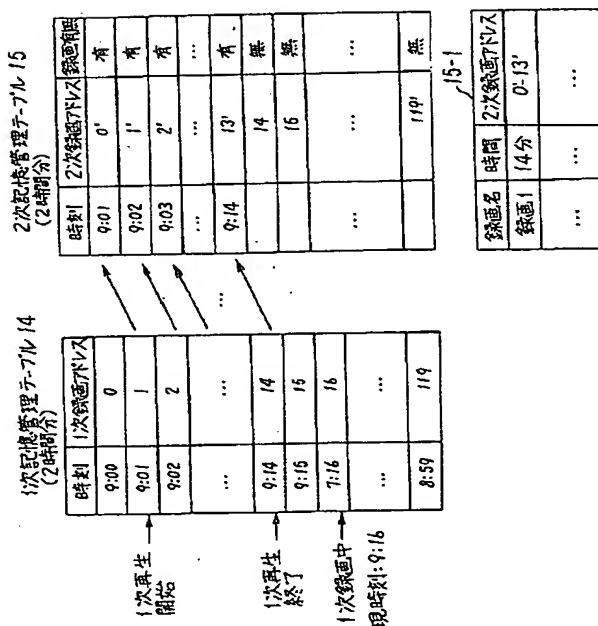 1次記憶管理テーブル 14
(2時間分)
時刻 1次録画アドレス
9:00 0
9:01 1
9:02 2
... ...
9:14 14
9:15 15
7:16 16
... ...
8:59 119
1次再生
開始
1次再生
終了
1次録画中
現時刻:9:16
...
2次記憶管理テーブル 15
(2時間分)
時刻 2次録画アドレス 録画有無
9:01 0' 有
9:02 1' 有
9:03 2' 有
... ... ...
9:14 13' 有
14 無
15 無
... ...
119' 無
15-1
録画名 時間 2次録画アドレス
録画1 14分 0'-13'
... ... ...